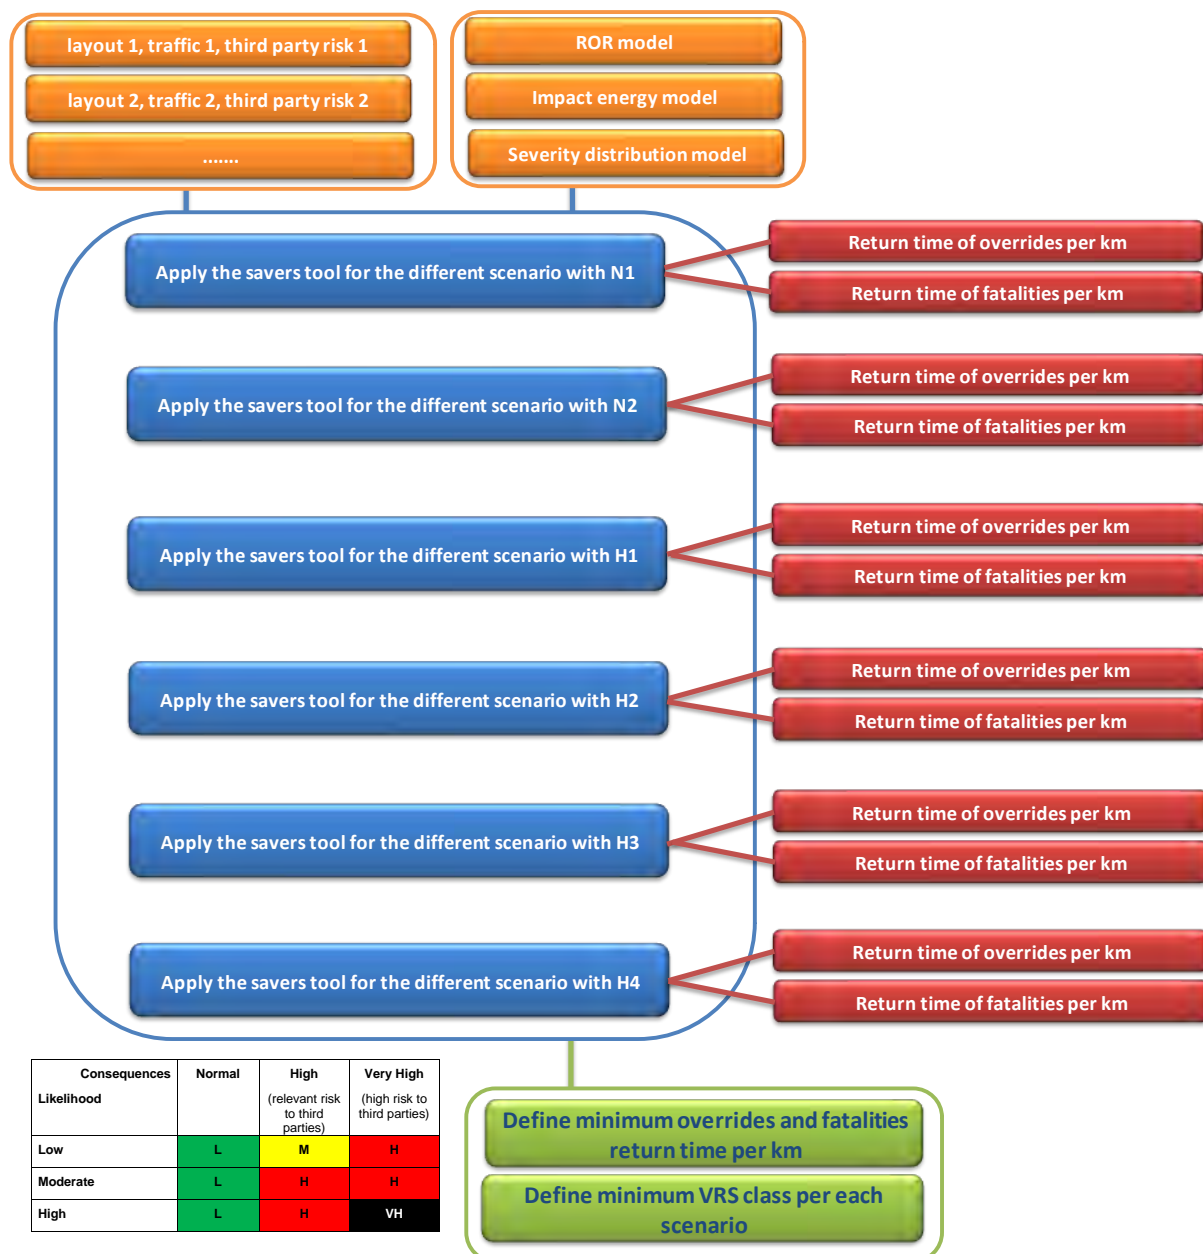 layout 1, traffic 1, third party risk 1
layout 2, traffic 2, third party risk 2
.......
ROR model
Impact energy model
Severity distribution model
Apply the savers tool for the different scenario with N1
Return time of overrides per km
Return time of fatalities per km
Apply the savers tool for the different scenario with N2
Return time of overrides per km
Return time of fatalities per km
Apply the savers tool for the different scenario with H1
Return time of overrides per km
Return time of fatalities per km
Apply the savers tool for the different scenario with H2
Return time of overrides per km
Return time of fatalities per km
Apply the savers tool for the different scenario with H3
Return time of overrides per km
Return time of fatalities per km
Apply the savers tool for the different scenario with H4
Return time of overrides per km
Return time of fatalities per km
Consequences
Likelihood
Normal
High
(relevant risk
to third
parties)
Very High
(high risk to
third parties)
Low
L
M
H
Moderate
L
H
H
High
L
H
VH
Define minimum overrides and fatalities
return time per km
Define minimum VRS class per each
scenario